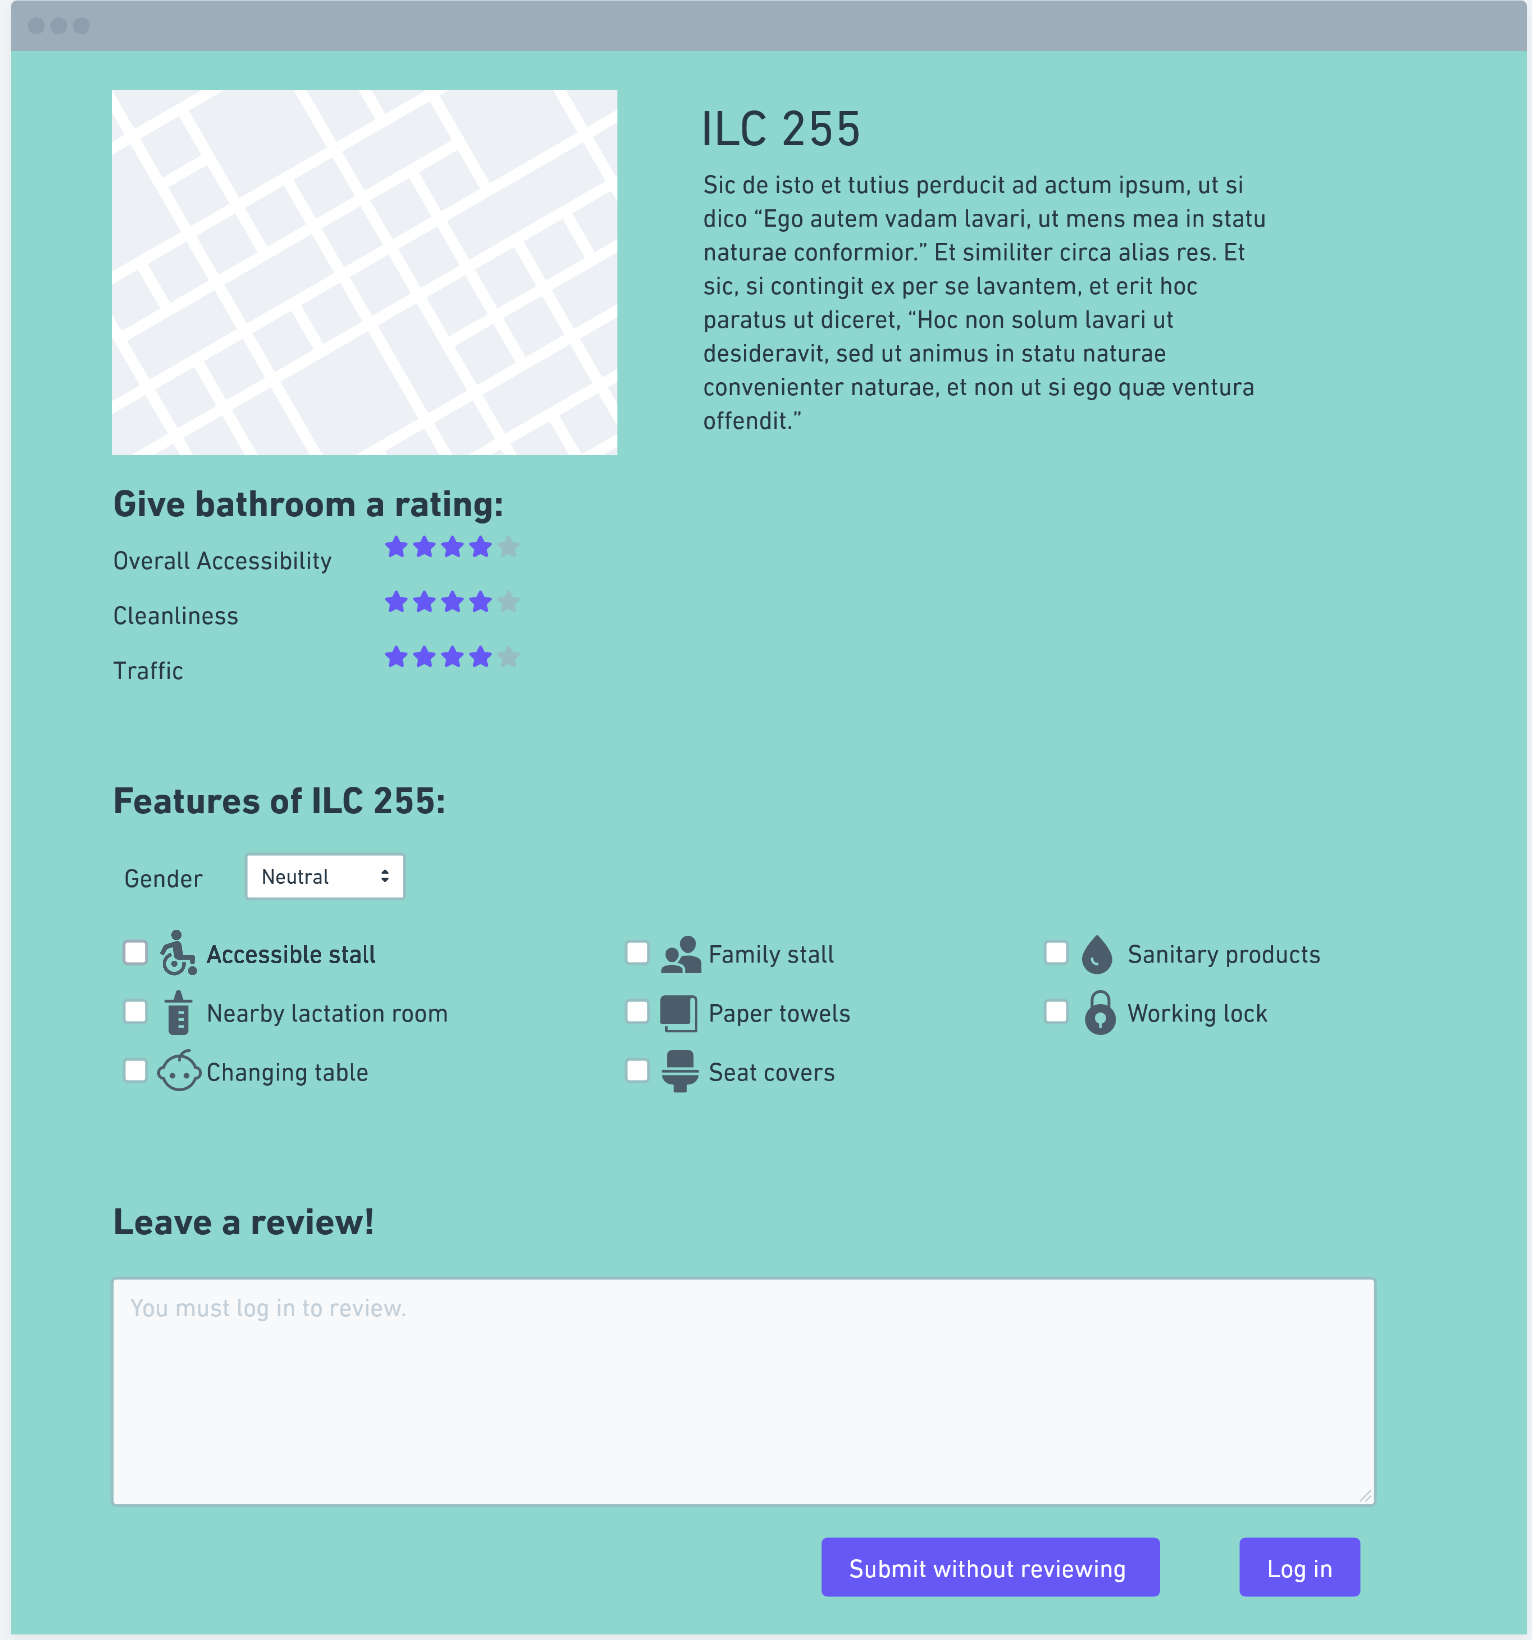 ILC 255
Sic de isto et tutius perducit ad actum ipsum, ut si
dico “Ego autem vadam lavari, ut mens mea in statu
naturae conformior.” Et similiter circa alias res. Et
sic, si contingit ex per se lavantem, et erit hoc
paratus ut diceret, “Hoc non solum lavari ut
desideravit, sed ut animus in statu naturae
convenienter naturae, et non ut si ego quæ ventura
offendit.”
Give bathroom a rating:
Overall Accessibility
Cleanliness
Traffic
Features of ILC 255:
Gender
Neutral
Accessible stall
Family stall
Sanitary products
Nearby lactation room
Paper towels
Working lock
Changing table
Seat covers
Leave a review!
You must log in to review.
Submit without reviewing
Log in